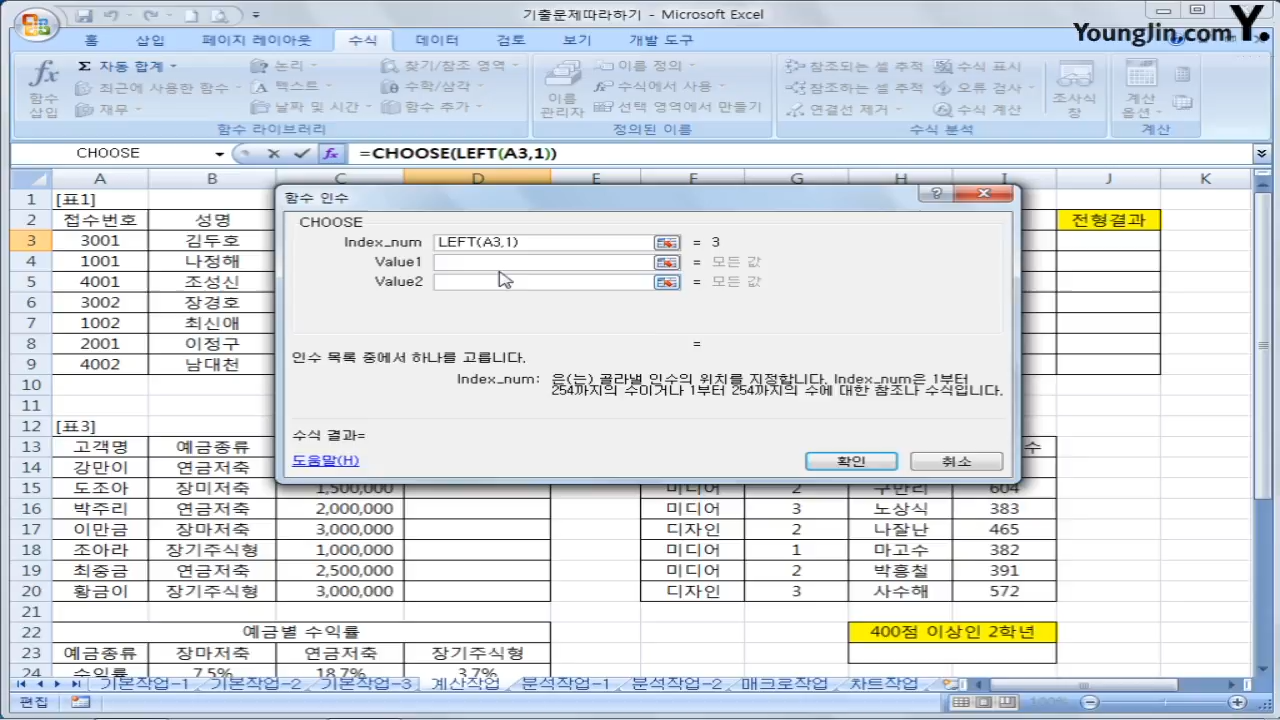 기출문제따라하기 - Microsoft Excel
YoungJin.com Y.
홈 삽입 페이지 레이아웃 수식 데이터 검토 보기 개발 도구
fx Σ 자동 합계 논리 찾기/참조 영역 이름 정의 참조되는 셀 추적 수식 표시
함수 삽입 최근에 사용한 함수 텍스트 수학/삼각 이름 관리자 수식에서 사용 참조하는 셀 추적 오류 검사 조사식 창 계산 옵션
재무 날짜 및 시간 함수 추가 선택 영역에서 만들기 연결선 제거 수식 계산
함수 라이브러리 정의된 이름 수식 분석 계산
CHOOSE fx =CHOOSE(LEFT(A3,1))
A B C D E F G H I J K
1 [표1]
2 접수번호 성명 전형결과
3 3001 김두호
4 1001 나정해
5 4001 조성신
6 3002 장경호
7 1002 최신애
8 2001 이정구
9 4002 남대천
10
11
12 [표3]
13 고객명 예금종류 수
14 강만이 연금저축
15 도조아 장미저축 1,500,000 미디어 2 구만리 604
16 박주리 연금저축 2,000,000 미디어 3 노상식 383
17 이만금 장마저축 3,000,000 디자인 2 나잘난 465
18 조아라 장기주식형 1,000,000 미디어 1 마고수 382
19 최중금 연금저축 2,500,000 미디어 2 박흥철 391
20 황금이 장기주식형 3,000,000 디자인 3 사수해 572
21
22 예금별 수익률 400점 이상인 2학년
23 예금종류 장마저축 연금저축 장기주식형
24 수익률 7.5% 18.7% 3.7%
함수 인수
CHOOSE
Index_num LEFT(A3,1) = 3
Value1 = 모든 값
Value2 = 모든 값
=
인수 목록 중에서 하나를 고릅니다.
Index_num: 은(는) 골라낼 인수의 위치를 지정합니다. Index_num은 1부터
254까지의 수이거나 1부터 254까지의 수에 대한 참조나 수식입니다.
수식 결과=
도움말(H) 확인 취소
기본작업-1 기본작업-2 기본작업-3 계산작업 분석작업-1 분석작업-2 매크로작업 차트작업
편집 100%